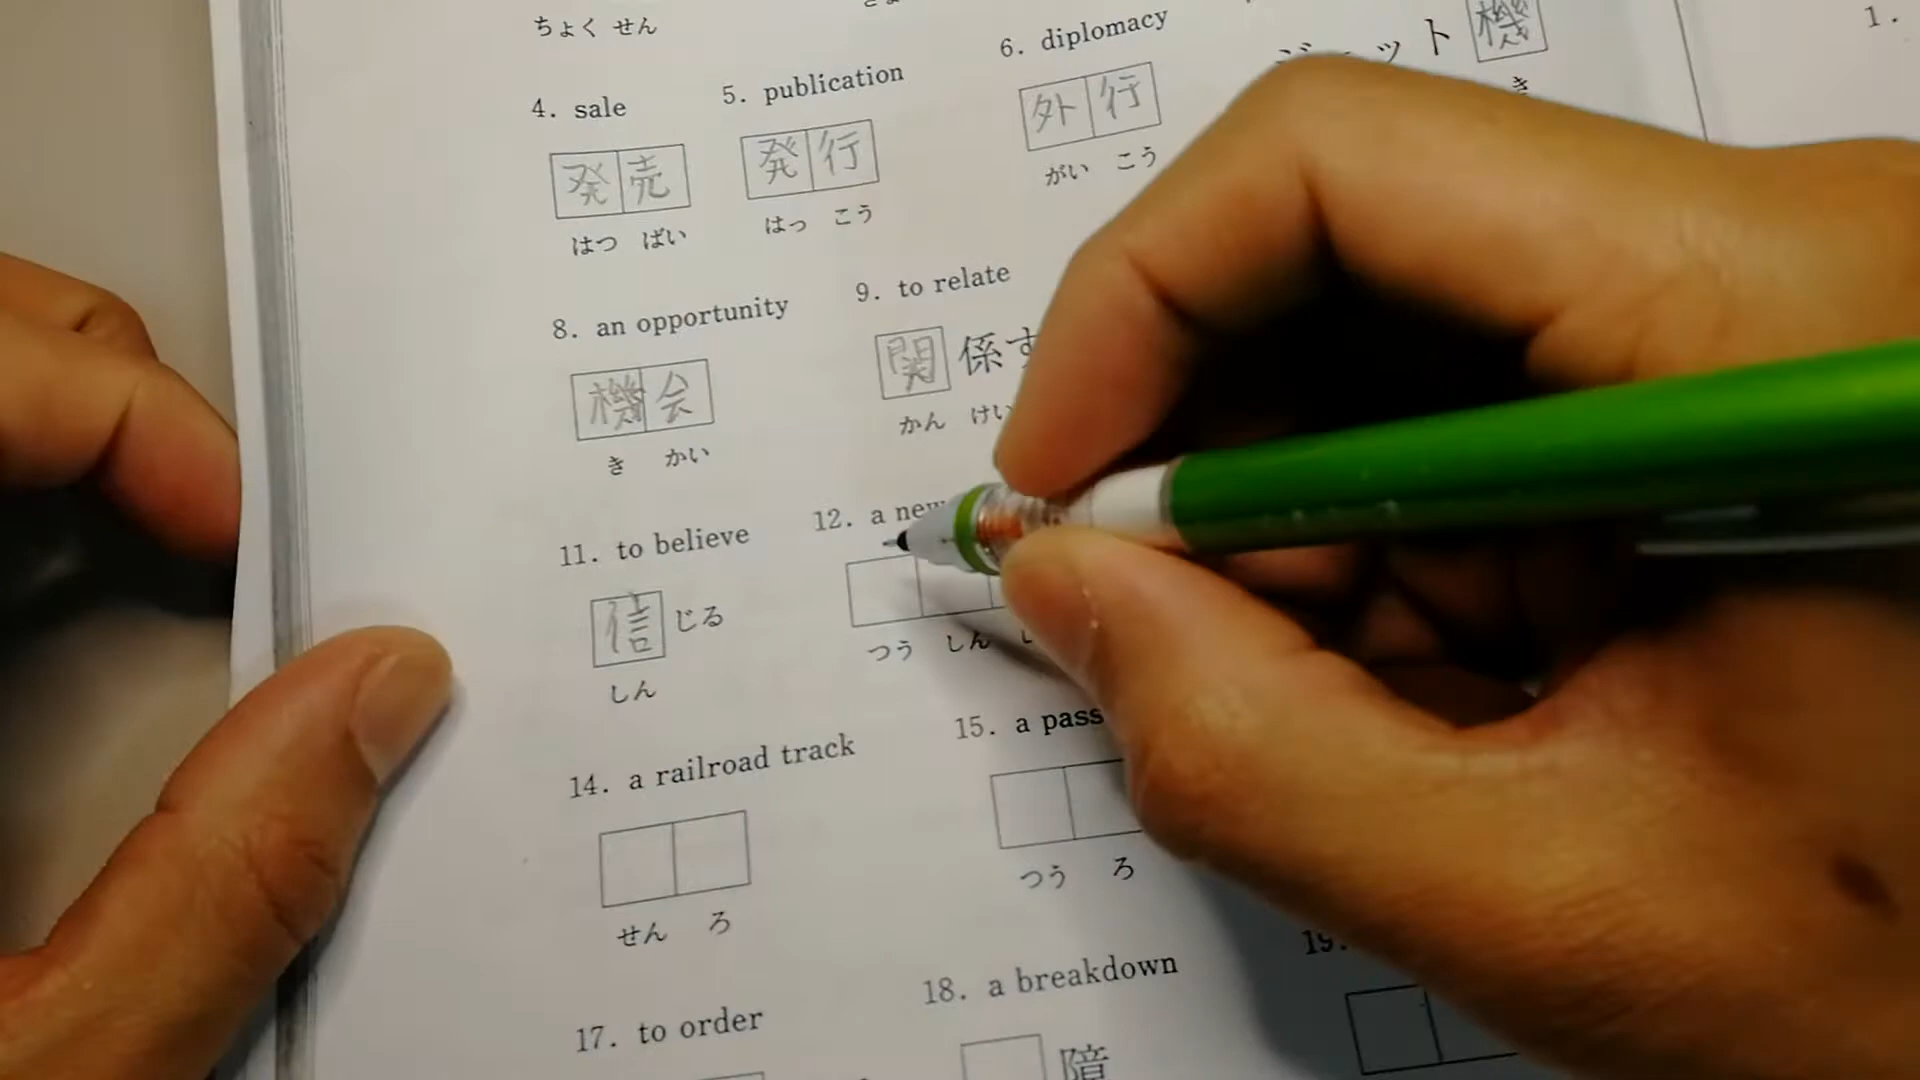 ちょく せん
1.
6. diplomacy
4. sale
5. publication
ット機
外行
き
発売
発行
がい こう
はつ ばい
はっ こう
8. an opportunity
9. to relate
機会
関係す
き かい
かん けい
11. to believe
12. a new
信じる
つう しん し
しん
14. a railroad track
15. a pass
せん ろ
つう ろ
17. to order
18. a breakdown
19.
障